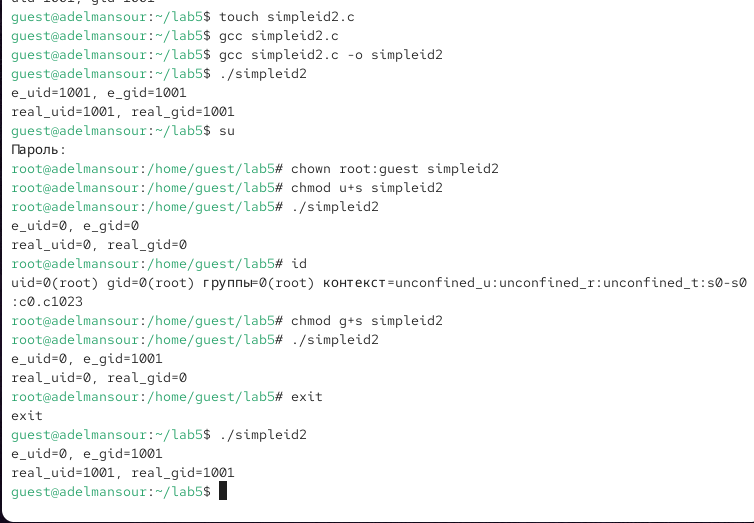 guest@adelmansour:~/lab5$ touch simpleid2.c
guest@adelmansour:~/lab5$ gcc simpleid2.c
guest@adelmansour:~/lab5$ gcc simpleid2.c -o simpleid2
guest@adelmansour:~/lab5$ ./simpleid2
e_uid=1001, e_gid=1001
real_uid=1001, real_gid=1001
guest@adelmansour:~/lab5$ su
Пароль:
root@adelmansour:/home/guest/lab5# chown root:guest simpleid2
root@adelmansour:/home/guest/lab5# chmod u+s simpleid2
root@adelmansour:/home/guest/lab5# ./simpleid2
e_uid=0, e_gid=0
real_uid=0, real_gid=0
root@adelmansour:/home/guest/lab5# id
uid=0(root) gid=0(root) группы=0(root) контекст=unconfined_u:unconfined_r:unconfined_t:s0-s0
:c0.c1023
root@adelmansour:/home/guest/lab5# chmod g+s simpleid2
root@adelmansour:/home/guest/lab5# ./simpleid2
e_uid=0, e_gid=1001
real_uid=0, real_gid=0
root@adelmansour:/home/guest/lab5# exit
exit
guest@adelmansour:~/lab5$ ./simpleid2
e_uid=0, e_gid=1001
real_uid=1001, real_gid=1001
guest@adelmansour:~/lab5$